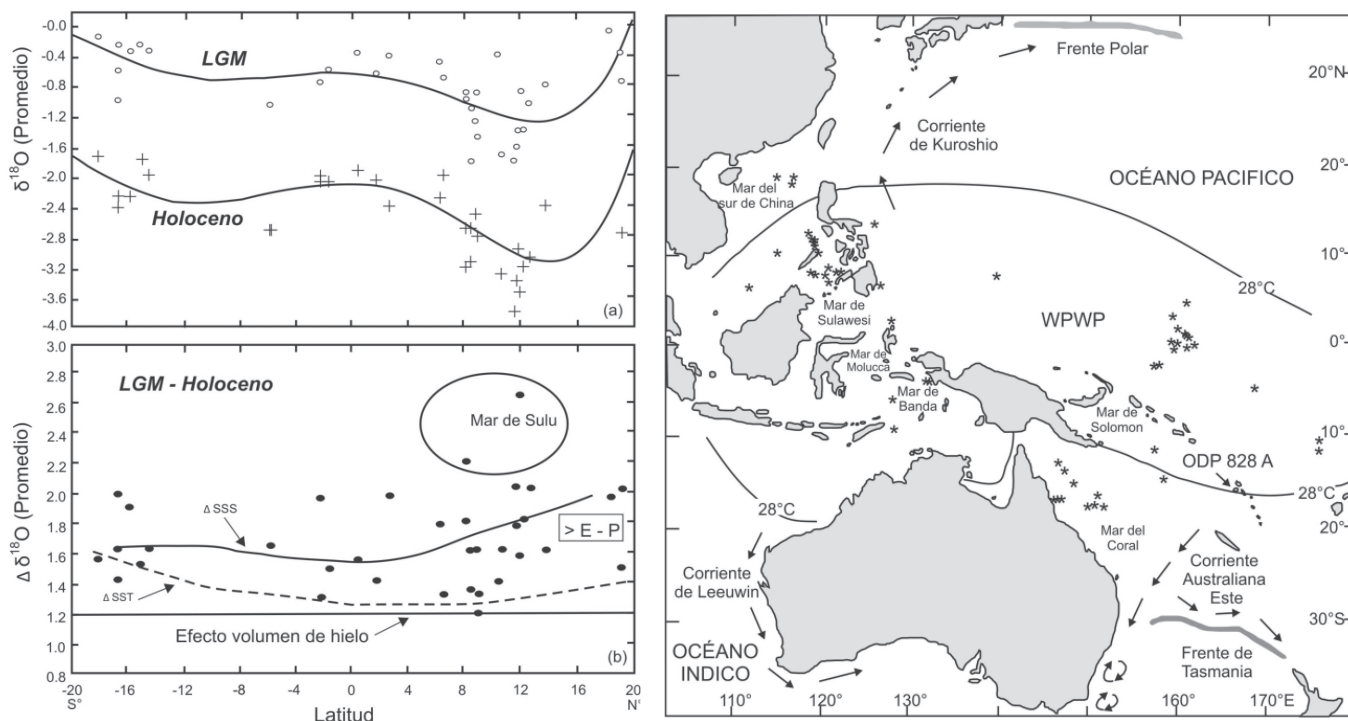 -0.0
-0.4
-0.8
-1.2
-1.6
-2.0
-2.4
-2.8
-3.2
-3.6
-4.0
δ¹⁸O (Promedio)
LGM
Holoceno
(a)
3.0
2.8
2.6
2.4
2.2
2.0
1.8
1.6
1.4
1.2
1.0
0.8
Δ δ¹⁸O (Promedio)
LGM - Holoceno
Mar de Sulu
Δ SSS
> E - P
Δ SST
Efecto volumen de hielo
(b)
-20 -16 -12 -8 -4 0 4 8 12 16 20
S° Latitud N'
Frente Polar
20°N
Corriente
de Kuroshio
20°
Mar del
sur de China
OCÉANO PACIFICO
10°
28°C
Mar de
Sulawesi
WPWP
0°
Mar de
Molucca
Mar de
Banda
Mar de
Solomon
10°
ODP 828 A
28°C
28°C
20°
Mar del
Coral
Corriente
de Leeuwin
Corriente
Australiana
Este
30°S
OCÉANO
INDICO
Frente de
Tasmania
110° 120° 130° 160° 170°E